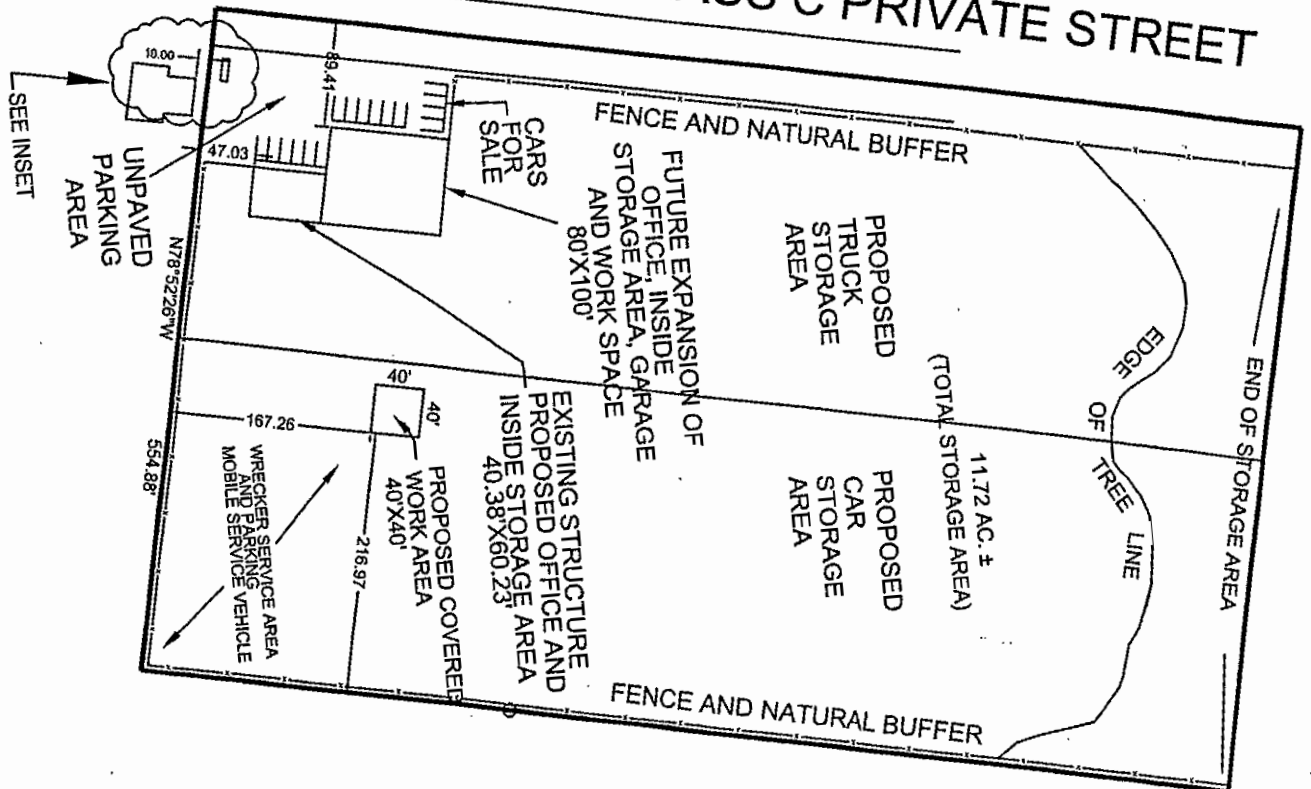 C PRIVATE STREET
10.00
89.41
SEE INSET
UNPAVED
PARKING
AREA
47.03
CARS
FOR
SALE
FENCE AND NATURAL BUFFER
FUTURE EXPANSION OF
OFFICE, INSIDE
STORAGE AREA, GARAGE
AND WORK SPACE
80'X100'
PROPOSED
TRUCK
STORAGE
AREA
EDGE
OF
TREE
LINE
END OF STORAGE AREA
11.72 AC. ±
(TOTAL STORAGE AREA)
PROPOSED
CAR
STORAGE
AREA
N78°52'26"W
554.88'
167.26
40'
40'
216.97
EXISTING STRUCTURE
PROPOSED OFFICE AND
INSIDE STORAGE AREA
40.38'X60.23'
PROPOSED COVERED
WORK AREA
40'X40'
WRECKER SERVICE AREA
AND PARKING
MOBILE SERVICE VEHICLE
FENCE AND NATURAL BUFFER